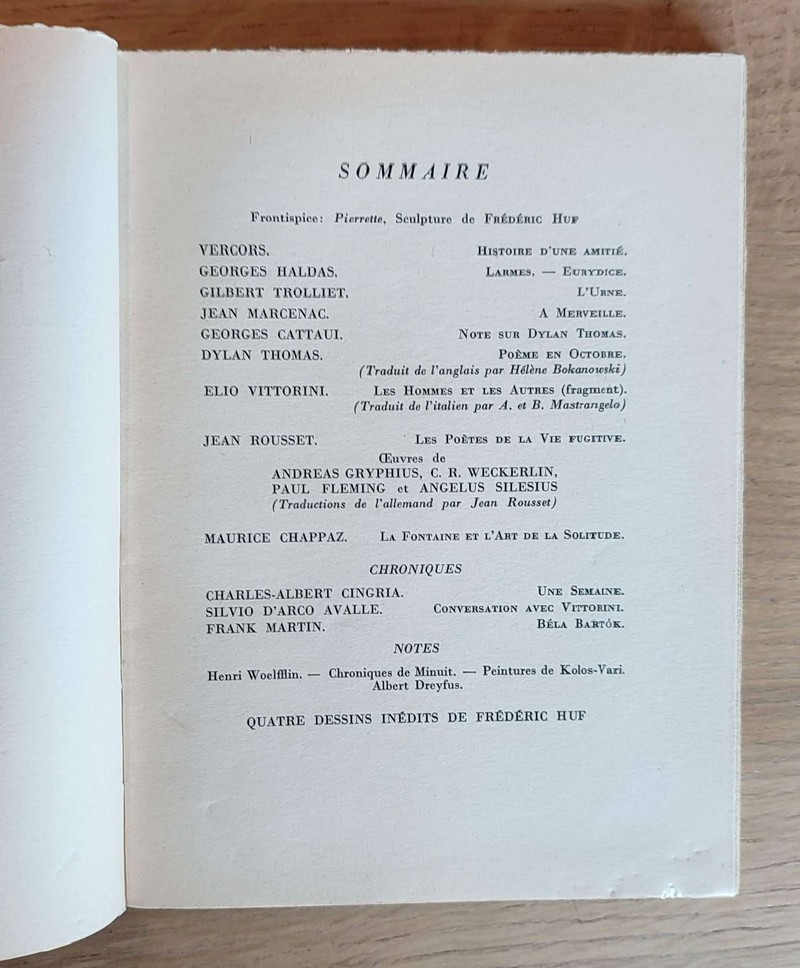 SOMMAIRE
Frontispice: Pierrette, Sculpture de FRÉDÉRIC HUF
VERCORS. HISTOIRE D'UNE AMITIÉ.
GEORGES HALDAS. LARMES. — EURYDICE.
GILBERT TROLLIET. L'URNE.
JEAN MARCENAC. A MERVEILLE.
GEORGES CATTAUI. NOTE SUR DYLAN THOMAS.
DYLAN THOMAS. POÈME EN OCTOBRE.
(Traduit de l'anglais par Hélène Bokanowski)
ELIO VITTORINI. LES HOMMES ET LES AUTRES (fragment).
(Traduit de l'italien par A. et B. Mastrangelo)
JEAN ROUSSET. LES POÈTES DE LA VIE FUGITIVE.
Œuvres de
ANDREAS GRYPHIUS, C. R. WECKERLIN,
PAUL FLEMING et ANGELUS SILESIUS
(Traductions de l'allemand par Jean Rousset)
MAURICE CHAPPAZ. LA FONTAINE ET L'ART DE LA SOLITUDE.
CHRONIQUES
CHARLES-ALBERT CINGRIA. UNE SEMAINE.
SILVIO D'ARCO AVALLE. CONVERSATION AVEC VITTORINI.
FRANK MARTIN. BÉLA BARTÓK.
NOTES
Henri Woelfflin. — Chroniques de Minuit. — Peintures de Kolos-Vari.
Albert Dreyfus.
QUATRE DESSINS INÉDITS DE FRÉDÉRIC HUF